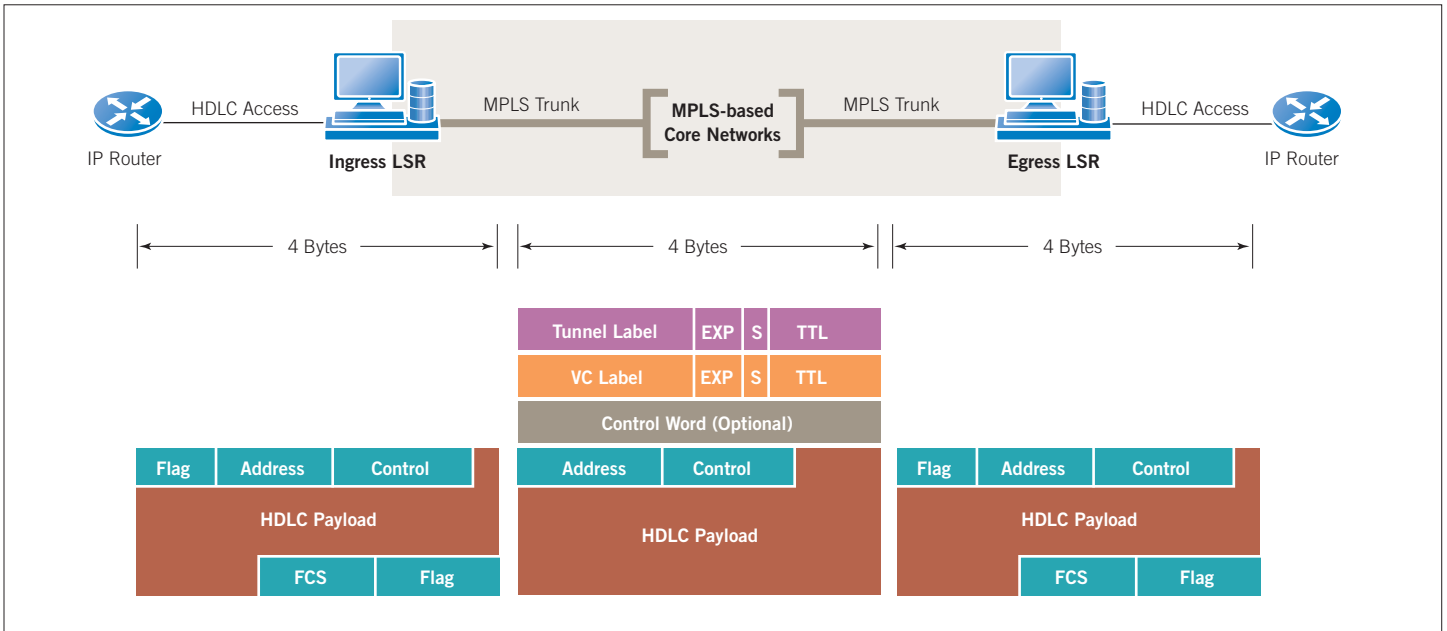 HDLC Access
MPLS Trunk
MPLS-based
Core Networks
MPLS Trunk
HDLC Access
IP Router
Ingress LSR
Egress LSR
IP Router
4 Bytes
4 Bytes
4 Bytes
Tunnel Label EXP S TTL
VC Label EXP S TTL
Control Word (Optional)
Flag Address Control
HDLC Payload
FCS Flag
Address Control
HDLC Payload
Flag Address Control
HDLC Payload
FCS Flag